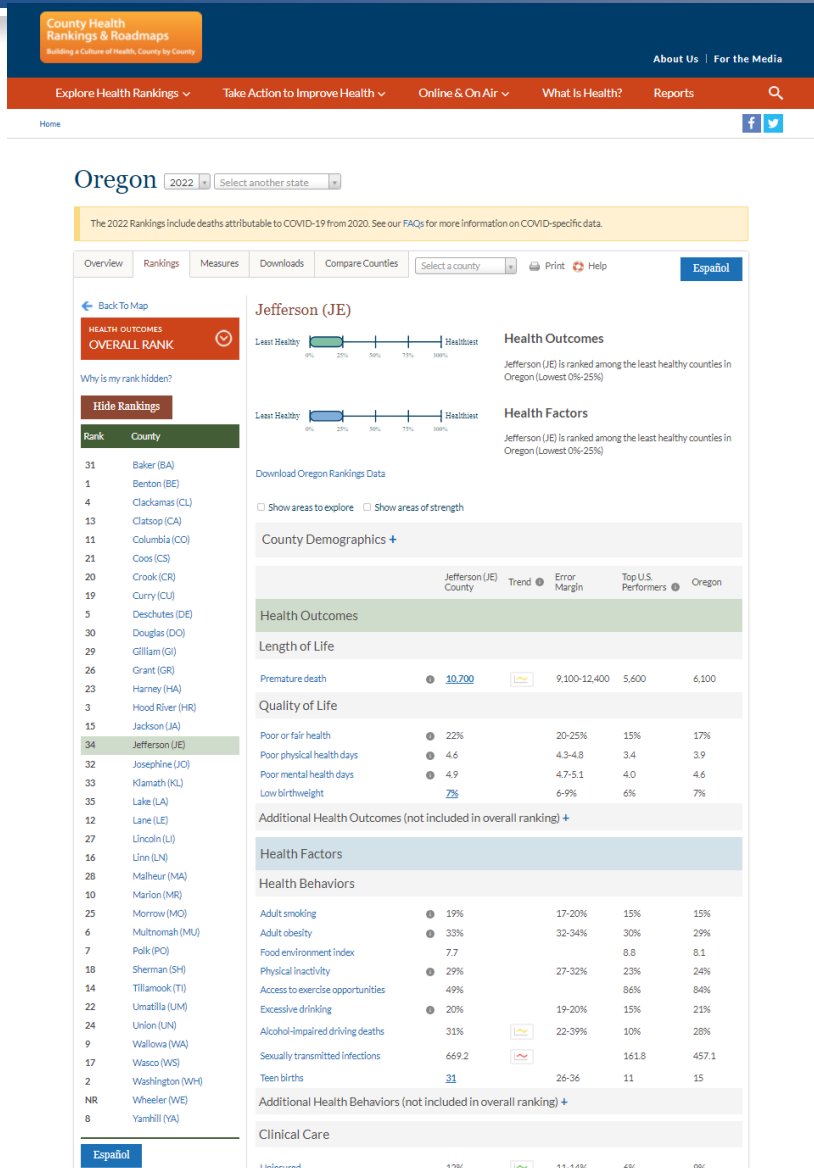 County Health
Rankings & Roadmaps
Building a Culture of Health, County by County
About Us | For the Media
Explore Health Rankings Take Action to Improve Health Online & On Air What Is Health? Reports
Home
Oregon 2022 Select another state
The 2022 Rankings include deaths attributable to COVID-19 from 2020. See our FAQs for more information on COVID-specific data.
Overview Rankings Measures Downloads Compare Counties Select a county Print Help Español
Back To Map
HEALTH OUTCOMES
OVERALL RANK
Why is my rank hidden?
Hide Rankings
Rank County
31 Baker (BA)
1 Benton (BE)
4 Clackamas (CL)
13 Clatsop (CA)
11 Columbia (CO)
21 Coos (CS)
20 Crook (CR)
19 Curry (CU)
5 Deschutes (DE)
30 Douglas (DO)
29 Gilliam (GI)
26 Grant (GR)
23 Harney (HA)
3 Hood River (HR)
15 Jackson (JA)
34 Jefferson (JE)
32 Josephine (JO)
33 Klamath (KL)
35 Lake (LA)
12 Lane (LE)
27 Lincoln (LI)
16 Linn (LN)
28 Malheur (MA)
10 Marion (MR)
25 Morrow (MO)
6 Multnomah (MU)
7 Polk (PO)
18 Sherman (SH)
14 Tillamook (TI)
22 Umatilla (UM)
24 Union (UN)
9 Wallowa (WA)
17 Wasco (WS)
2 Washington (WH)
NR Wheeler (WE)
8 Yamhill (YA)
Español
Jefferson (JE)
Least Healthy Healthiest
0% 25% 50% 75% 100%
Health Outcomes
Jefferson (JE) is ranked among the least healthy counties in
Oregon (Lowest 0%-25%)
Least Healthy Healthiest
0% 25% 50% 75% 100%
Health Factors
Jefferson (JE) is ranked among the least healthy counties in
Oregon (Lowest 0%-25%)
Download Oregon Rankings Data
Show areas to explore Show areas of strength
County Demographics +
Jefferson (JE) County Trend Error Margin Top U.S. Performers Oregon
Health Outcomes
Length of Life
Premature death 10,700 9,100-12,400 5,600 6,100
Quality of Life
Poor or fair health 22% 20-25% 15% 17%
Poor physical health days 4.6 4.3-4.8 3.4 3.9
Poor mental health days 4.9 4.7-5.1 4.0 4.6
Low birthweight 7% 6-9% 6% 7%
Additional Health Outcomes (not included in overall ranking) +
Health Factors
Health Behaviors
Adult smoking 19% 17-20% 15% 15%
Adult obesity 33% 32-34% 30% 29%
Food environment index 7.7 8.8 8.1
Physical inactivity 29% 27-32% 23% 24%
Access to exercise opportunities 49% 86% 84%
Excessive drinking 20% 19-20% 15% 21%
Alcohol-impaired driving deaths 31% 22-39% 10% 28%
Sexually transmitted infections 669.2 161.8 457.1
Teen births 31 26-36 11 15
Additional Health Behaviors (not included in overall ranking) +
Clinical Care
Uninsured 12% 11-14% 6% 9%